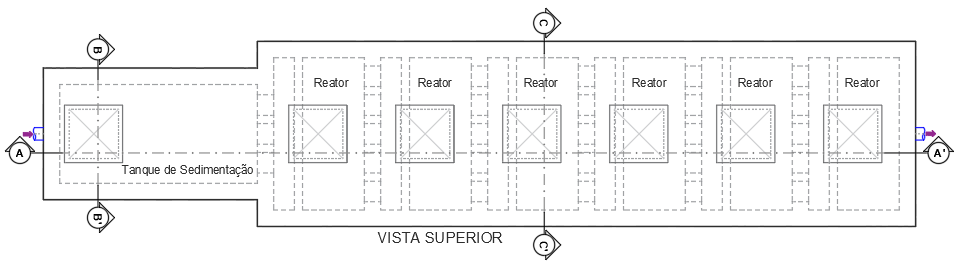 B
C
Reator Reator Reator Reator Reator Reator
A
A'
Tanque de Sedimentação
B'
C'
VISTA SUPERIOR